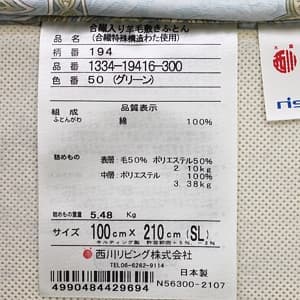 合繊入り羊毛敷きふとん
(合繊特殊構造わた使用)
柄番 194
1334-19416-300
色番 50 (グリーン)
品質表示
組成
ふとんがわ 綿 100%
詰めもの
表層：毛50% ポリエステル50%
2.10kg
中層：ポリエステル 100%
3.38kg
詰めもの重量 5.48 Kg
サイズ 100cm × 210cm (SL)
西川リビング株式会社
TEL06-6262-9114
日本製
4990484429694 N56300-2107
西川